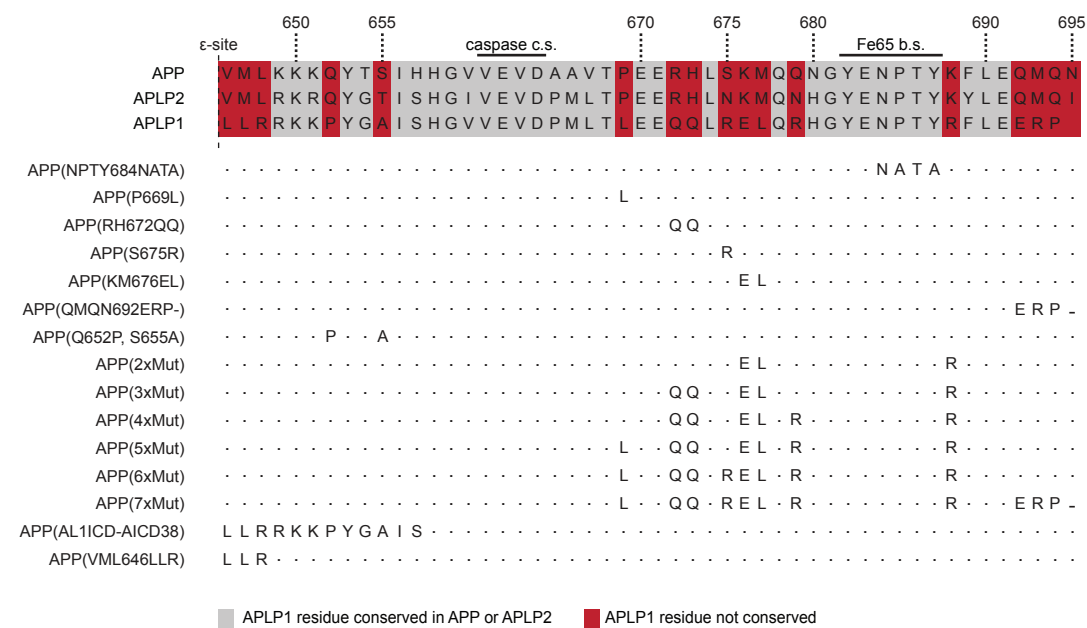 650 655 670 675 680 690 695
ε-site caspase c.s. Fe65 b.s.
APP V M L K K K Q Y T S I H H G V V E V D A A V T P E E R H L S K M Q Q N G Y E N P T Y K F L E Q M Q N
APLP2 V M L R K R Q Y G T I S H G I V E V D P M L T P E E R H L N K M Q N H G Y E N P T Y K Y L E Q M Q I
APLP1 L L R R K K P Y G A I S H G V V E V D P M L T L E E Q Q L R E L Q R H G Y E N P T Y R F L E E R P
APP(NPTY684NATA) N A T A
APP(P669L) L
APP(RH672QQ) Q Q
APP(S675R) R
APP(KM676EL) E L
APP(QMQN692ERP-) E R P -
APP(Q652P, S655A) P A
APP(2xMut) E L R
APP(3xMut) Q Q E L R
APP(4xMut) Q Q E L R R
APP(5xMut) L Q Q E L R R
APP(6xMut) L Q Q R E L R R
APP(7xMut) L Q Q R E L R R E R P -
APP(AL1ICD-AICD38) L L R R K K P Y G A I S
APP(VML646LLR) L L R
APLP1 residue conserved in APP or APLP2 APLP1 residue not conserved